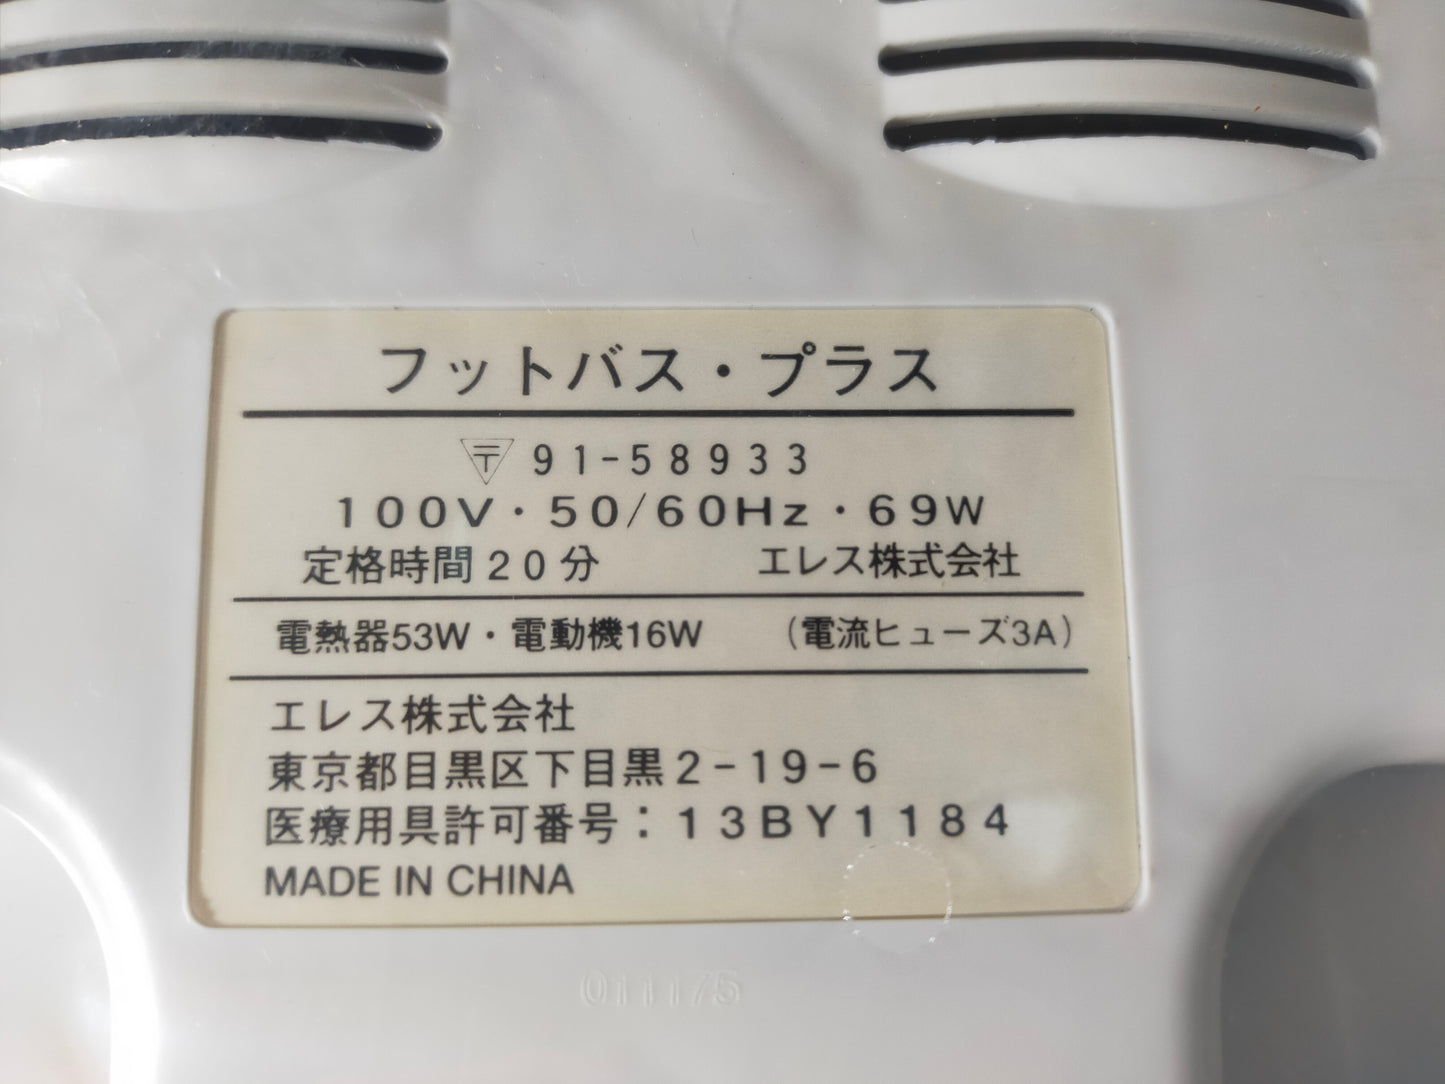 フットバス・プラス
〒 91-58933
100V・50/60Hz・69W
定格時間20分 エレス株式会社
電熱器53W・電動機16W (電流ヒューズ3A)
エレス株式会社
東京都目黒区下目黒2-19-6
医療用具許可番号：13BY1184
MADE IN CHINA
011175